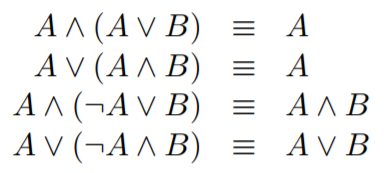 A ∧ (A ∨ B) ≡ A
A ∨ (A ∧ B) ≡ A
A ∧ (¬A ∨ B) ≡ A ∧ B
A ∨ (¬A ∧ B) ≡ A ∨ B